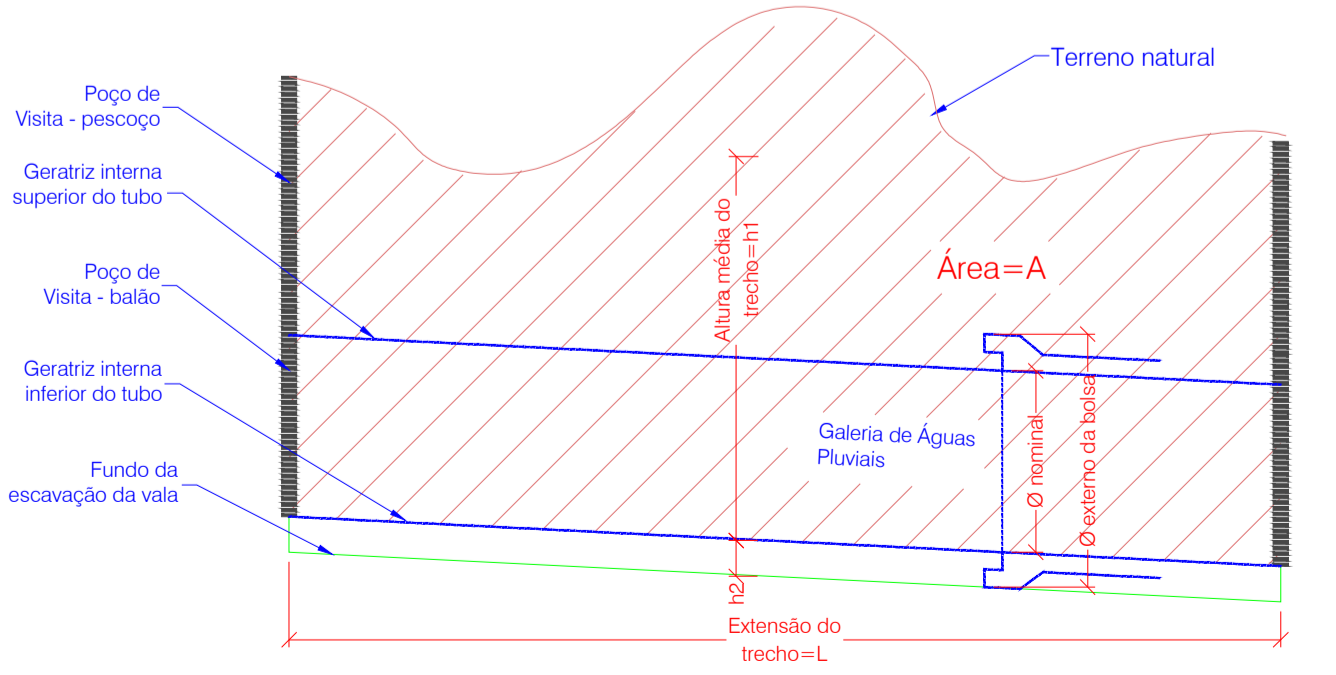 Terreno natural
Poço de
Visita - pescoço
Geratriz interna
superior do tubo
Poço de
Visita - balão
Geratriz interna
inferior do tubo
Fundo da
escavação da vala
Altura média do
trecho=h1
Área=A
Galeria de Águas
Pluviais
Ø nominal
Ø externo da bolsa
h2
Extensão do
trecho=L